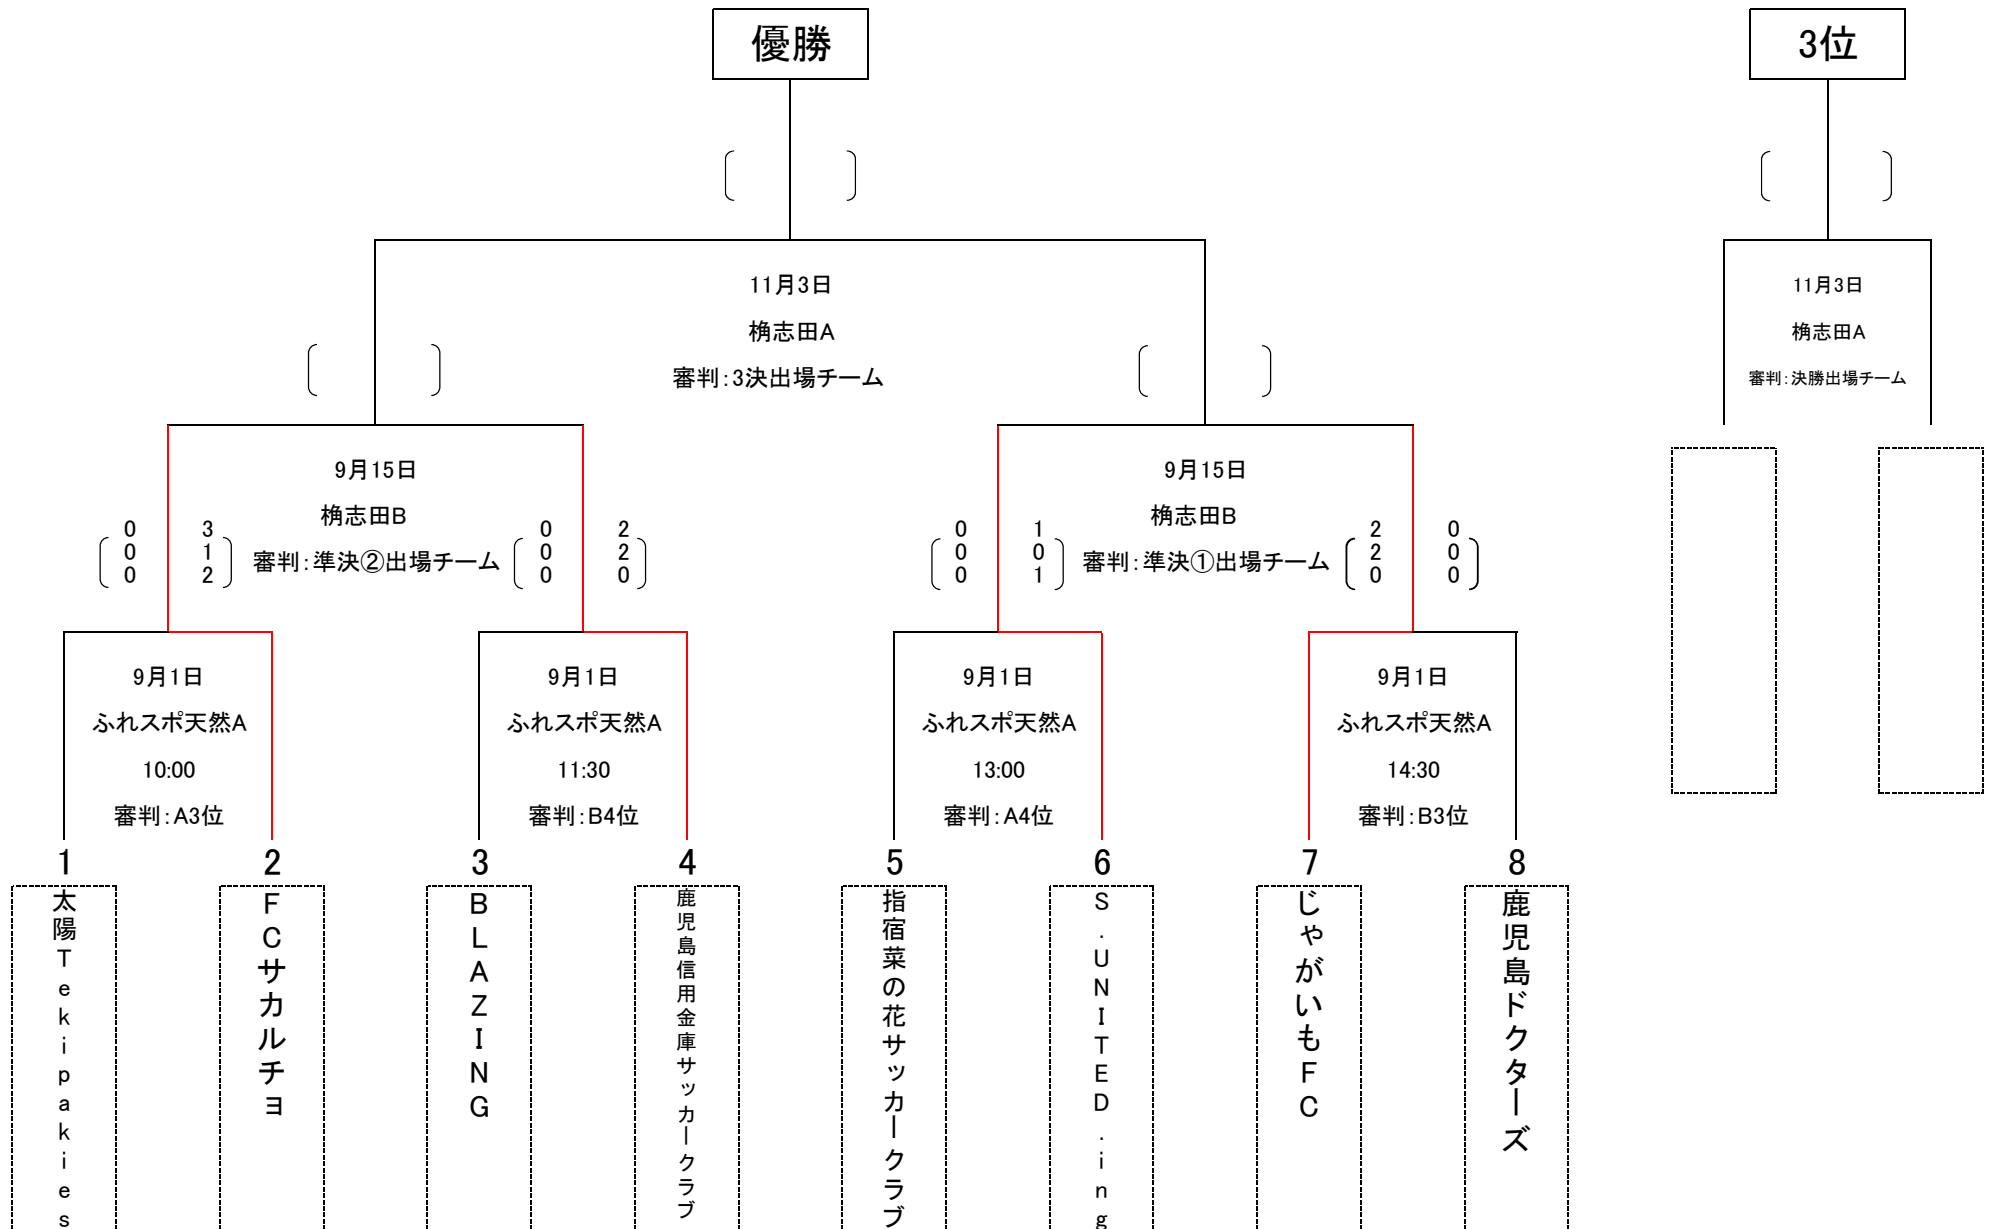 優勝
3位
11月3日
桷志田A
審判:3決出場チーム
11月3日
桷志田A
審判:決勝出場チーム
9月15日
桷志田B
審判:準決②出場チーム
9月15日
桷志田B
審判:準決①出場チーム
0 3
0 1
0 2
0 2
0 2
0 0
0 1
0 0
0 1
2 0
2 0
0 0
9月1日
ふれスポ天然A
10:00
審判:A3位
9月1日
ふれスポ天然A
11:30
審判:B4位
9月1日
ふれスポ天然A
13:00
審判:A4位
9月1日
ふれスポ天然A
14:30
審判:B3位
1
太陽Tekipakies
2
FCサカルチョ
3
BLAZING
4
鹿児島信用金庫サッカークラブ
5
指宿菜の花サッカークラブ
6
S.UNITED.ing
7
じゃがいもFC
8
鹿児島ドクターズ